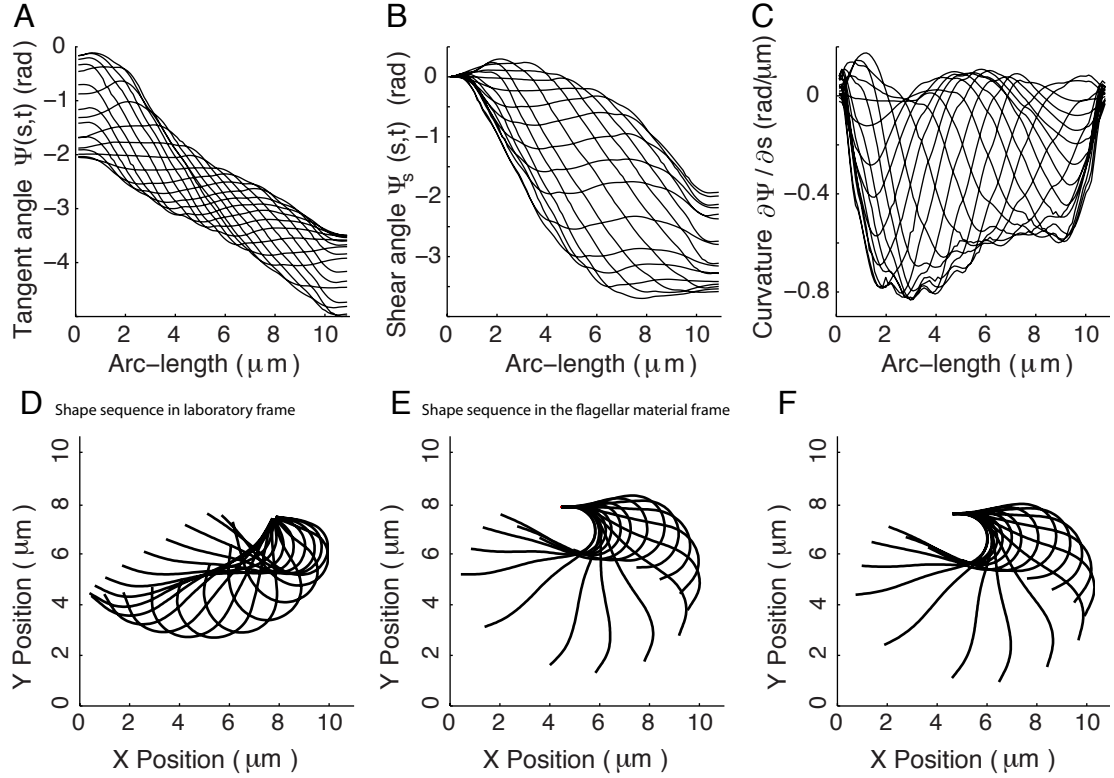 A
B
C
Tangent angle Ψ(s,t) (rad)
0
−1
−2
−3
−4
0 2 4 6 8 10
Arc−length ( μm )
Shear angle Ψs (s,t) (rad)
0
−1
−2
−3
0 2 4 6 8 10
Arc−length ( μm )
Curvature ∂Ψ / ∂s (rad/μm)
0
−0.4
−0.8
0 2 4 6 8 10
Arc−length ( μm )
D Shape sequence in laboratory frame
E Shape sequence in the flagellar material frame
F
Y Position ( μm )
10
8
6
4
2
0
0 2 4 6 8 10
X Position ( μm )
Y Position ( μm )
10
8
6
4
2
0
0 2 4 6 8 10
X Position ( μm )
Y Position ( μm )
10
8
6
4
2
0
0 2 4 6 8 10
X Position ( μm )